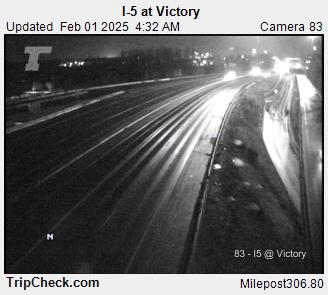 I-5 at Victory
Updated Feb 01 2025 4:32 AM Camera 83
T
N
83 - I5 @ Victory
TripCheck.com Milepost306.80